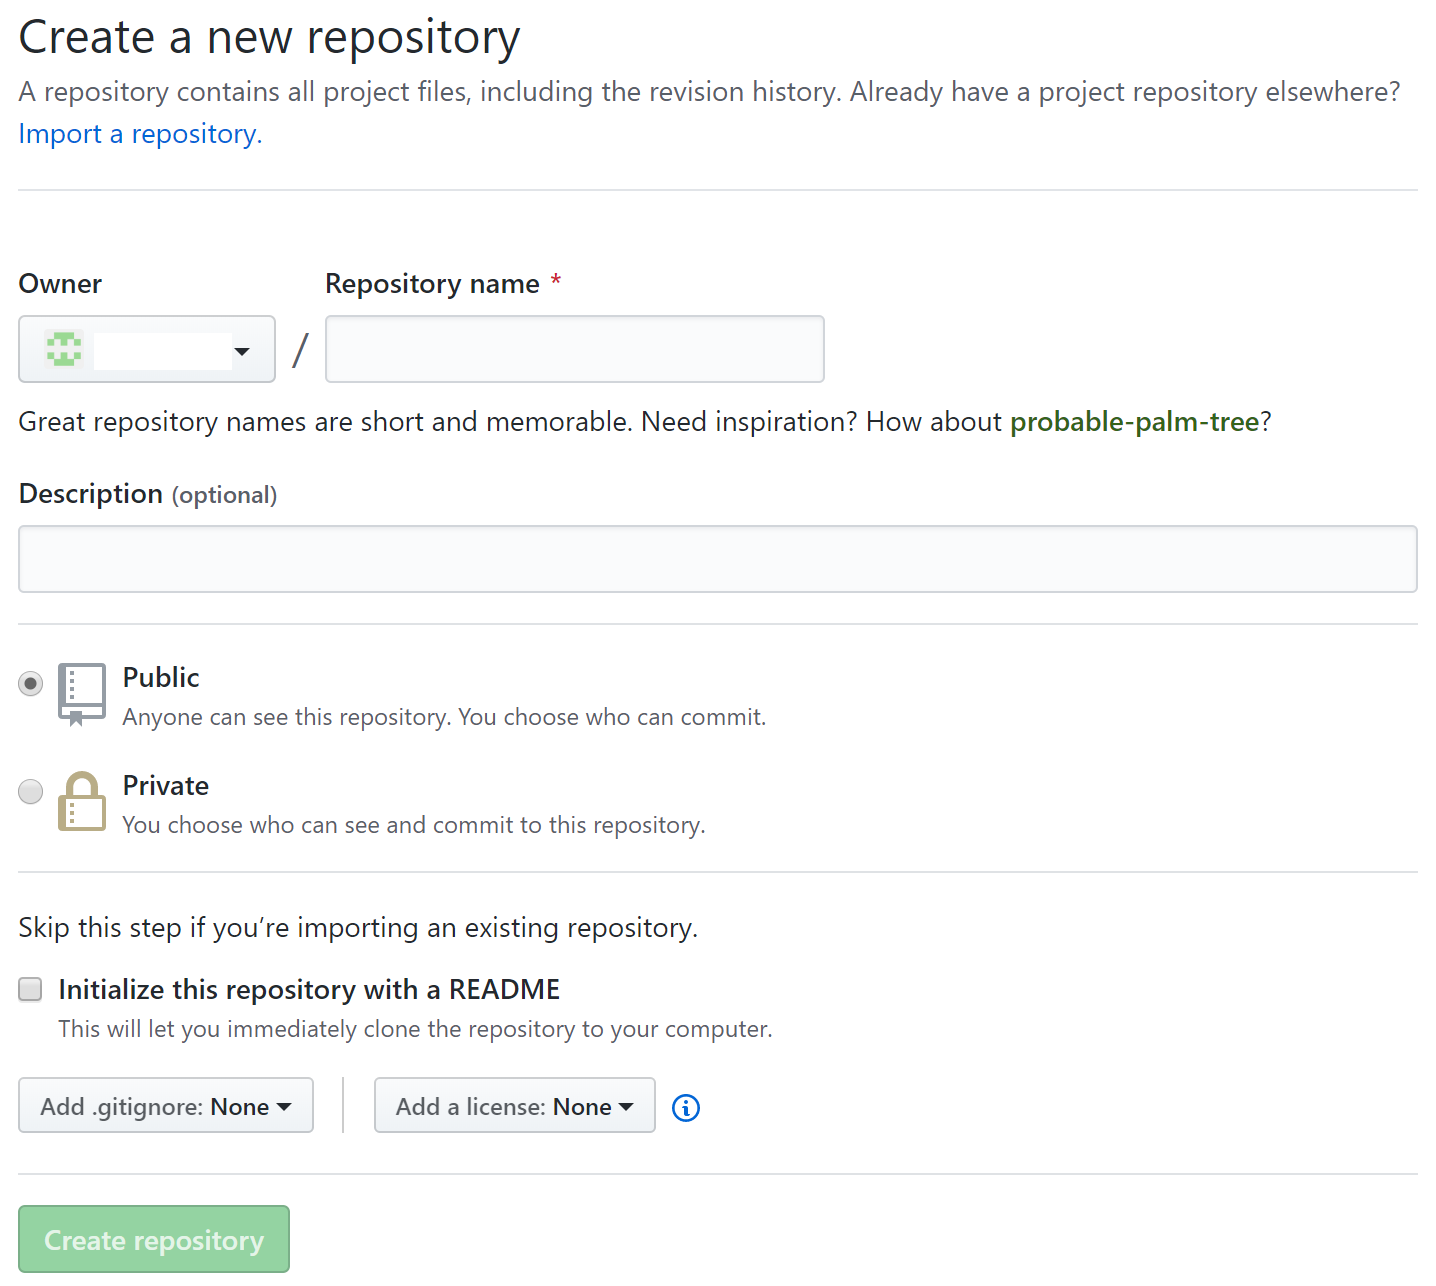 Create a new repository
A repository contains all project files, including the revision history. Already have a project repository elsewhere?
Import a repository.
Owner
Repository name *
/
Great repository names are short and memorable. Need inspiration? How about probable-palm-tree?
Description (optional)
Public
Anyone can see this repository. You choose who can commit.
Private
You choose who can see and commit to this repository.
Skip this step if you’re importing an existing repository.
Initialize this repository with a README
This will let you immediately clone the repository to your computer.
Add .gitignore: None
Add a license: None
Create repository